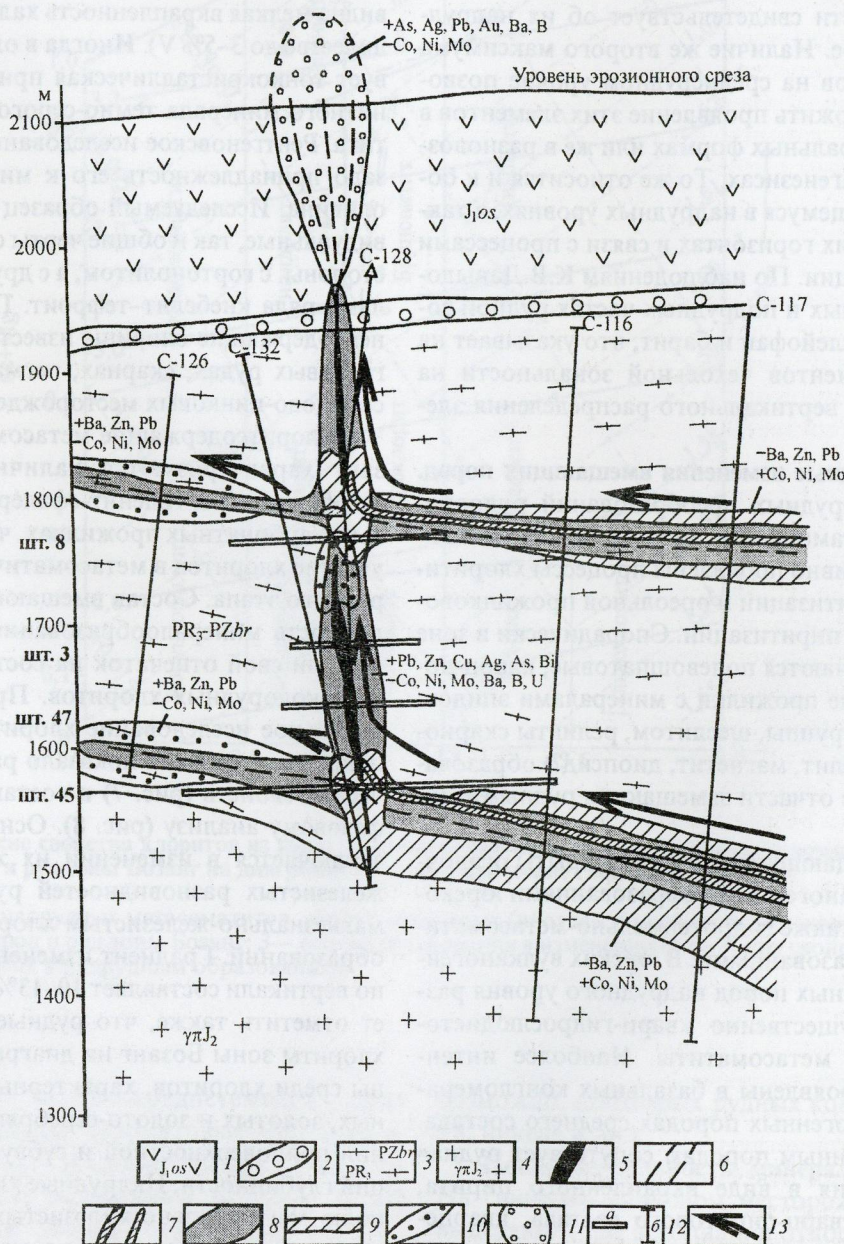 +As, Ag, Pb, Au, Ba, B
−Co, Ni, Mo
Уровень эрозионного среза
м
2100
J₁os
2000
С-128
С-117
С-116
С-132
С-126
1900
+Ba, Zn, Pb
−Co, Ni, Mo
−Ba, Zn, Pb
+Co, Ni, Mo
1800
шт. 8
1700
PR₃-PZbr
шт. 3
+Pb, Zn, Cu, Ag, As, Bi
−Co, Ni, Mo, Ba, B, U
+Ba, Zn, Pb
−Co, Ni, Mo
шт. 47
1600
шт. 45
1500
−Ba, Zn, Pb
+Co, Ni, Mo
1400
γπJ₂
1300
J₁os 1 2 PZbr PR₃ 3 γπJ₂ 4 5 6
7 8 9 10 11 а б 12 13